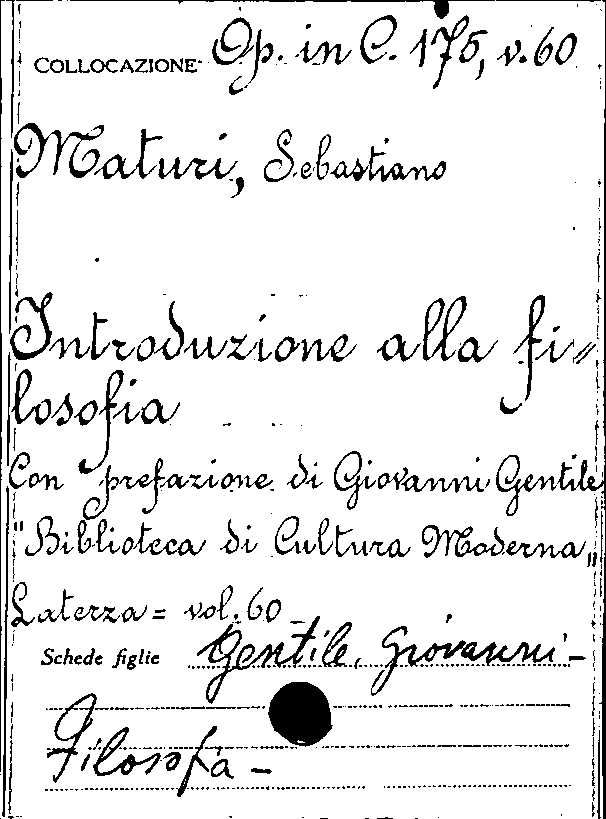 COLLOCAZIONE Op. in C. 175, v. 60
Maturi, Sebastiano
Introduzione alla fi=
losofia
Con prefazione di Giovanni Gentile
"Biblioteca di Cultura Moderna„
Laterza = vol. 60
Schede figlie Gentile, Giovanni -
Filosofia -